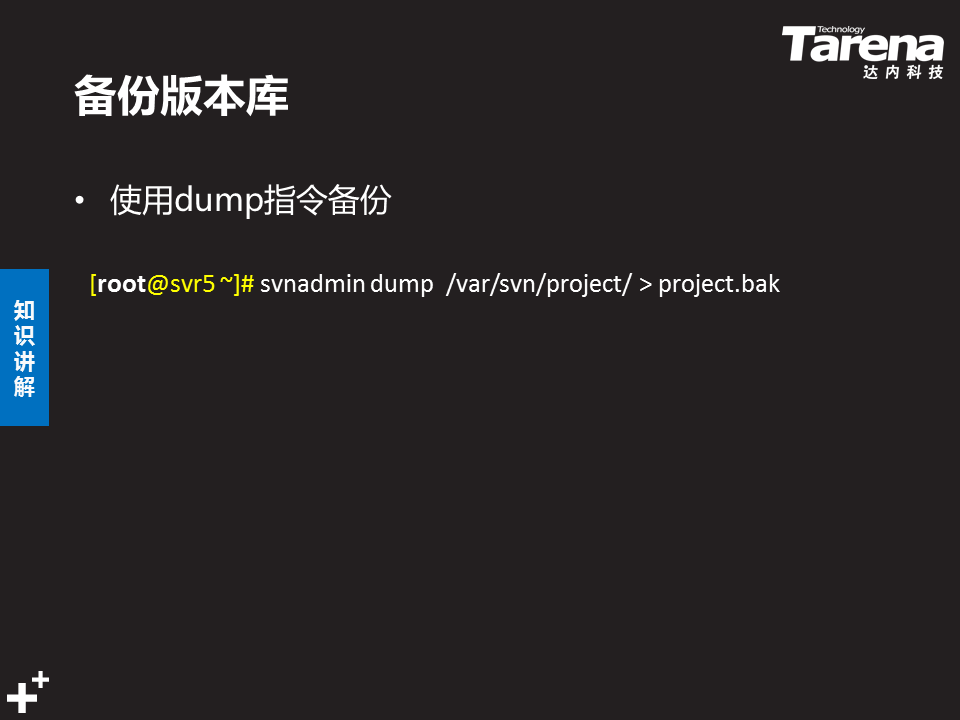 Technology
Tarena
达内科技
备份版本库
• 使用dump指令备份
[root@svr5 ~]# svnadmin dump  /var/svn/project/ > project.bak
知
识
讲
解